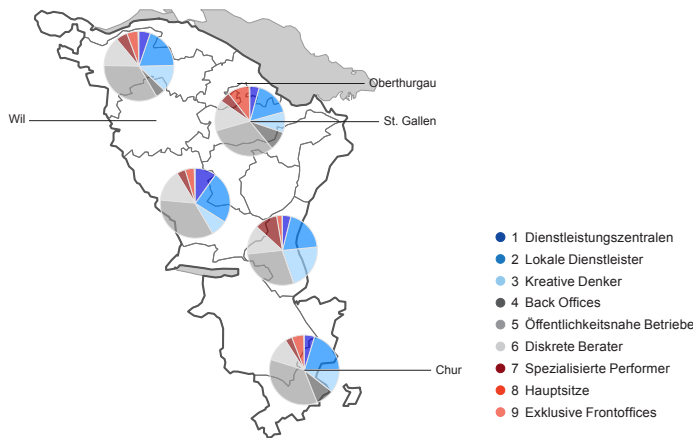 Oberthurgau
Wil
St. Gallen
Chur
1 Dienstleistungszentralen
2 Lokale Dienstleister
3 Kreative Denker
4 Back Offices
5 Öffentlichkeitsnahe Betriebe
6 Diskrete Berater
7 Spezialisierte Performer
8 Hauptsitze
9 Exklusive Frontoffices